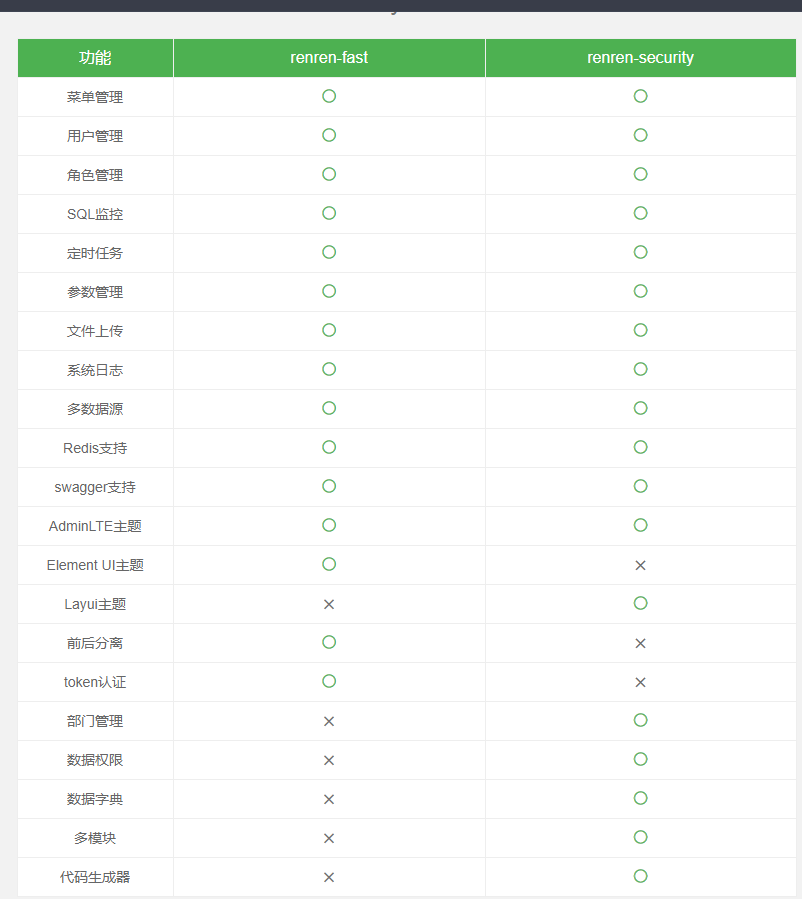 功能 renren-fast renren-security
菜单管理 ○ ○
用户管理 ○ ○
角色管理 ○ ○
SQL监控 ○ ○
定时任务 ○ ○
参数管理 ○ ○
文件上传 ○ ○
系统日志 ○ ○
多数据源 ○ ○
Redis支持 ○ ○
swagger支持 ○ ○
AdminLTE主题 ○ ○
Element UI主题 ○ ×
Layui主题 × ○
前后分离 ○ ×
token认证 ○ ×
部门管理 × ○
数据权限 × ○
数据字典 × ○
多模块 × ○
代码生成器 × ○